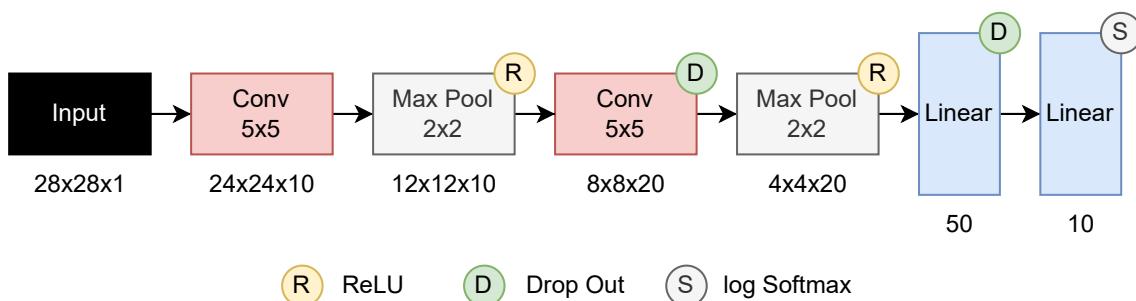 Input
Conv
5x5
Max Pool
2x2
R
Conv
5x5
D
Max Pool
2x2
R
Linear
D
Linear
S
28x28x1
24x24x10
12x12x10
8x8x20
4x4x20
50
10
R ReLU
D Drop Out
S log Softmax